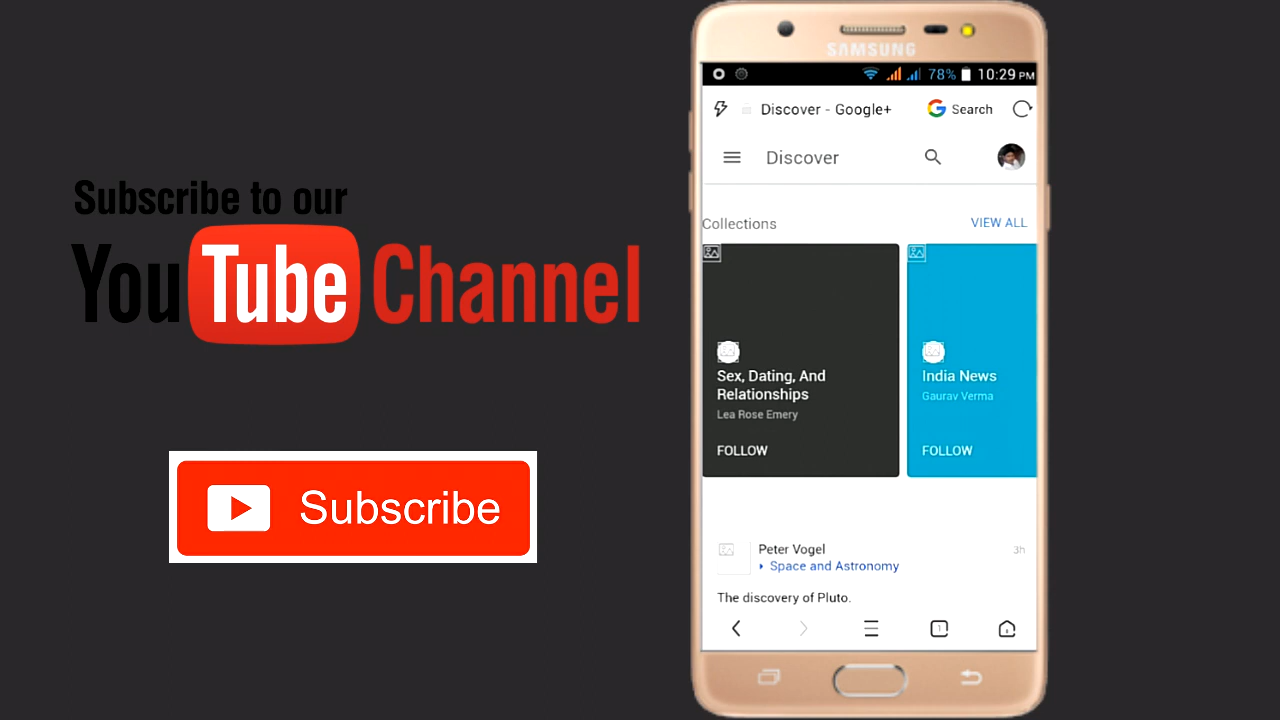 Subscribe to our
YouTube Channel
Subscribe
SAMSUNG
78% 10:29 PM
Discover - Google+ Search
Discover
Collections VIEW ALL
Sex, Dating, And
Relationships
Lea Rose Emery
FOLLOW
India News
Gaurav Verma
FOLLOW
Peter Vogel 3h
Space and Astronomy
The discovery of Pluto.
1